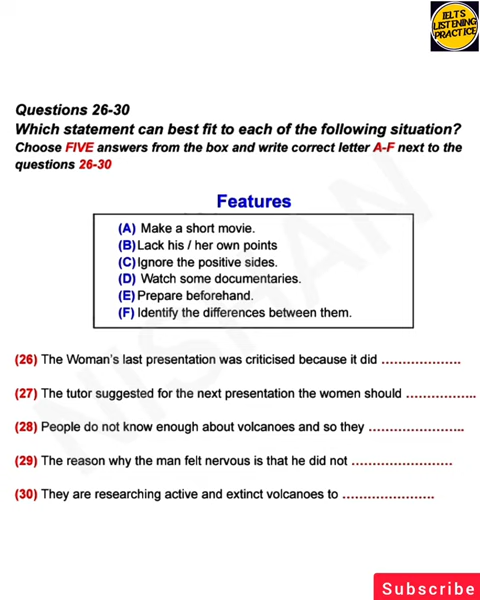 IELTS
LISTENING
PRACTICE
Questions 26-30
Which statement can best fit to each of the following situation?
Choose FIVE answers from the box and write correct letter A-F next to the
questions 26-30
Features
(A) Make a short movie.
(B) Lack his / her own points
(C) Ignore the positive sides.
(D) Watch some documentaries.
(E) Prepare beforehand.
(F) Identify the differences between them.
(26) The Woman's last presentation was criticised because it did ………………..
(27) The tutor suggested for the next presentation the women should ……………..
(28) People do not know enough about volcanoes and so they …………………..
(29) The reason why the man felt nervous is that he did not ……………………
(30) They are researching active and extinct volcanoes to …………………..
NISHAN
Subscribe